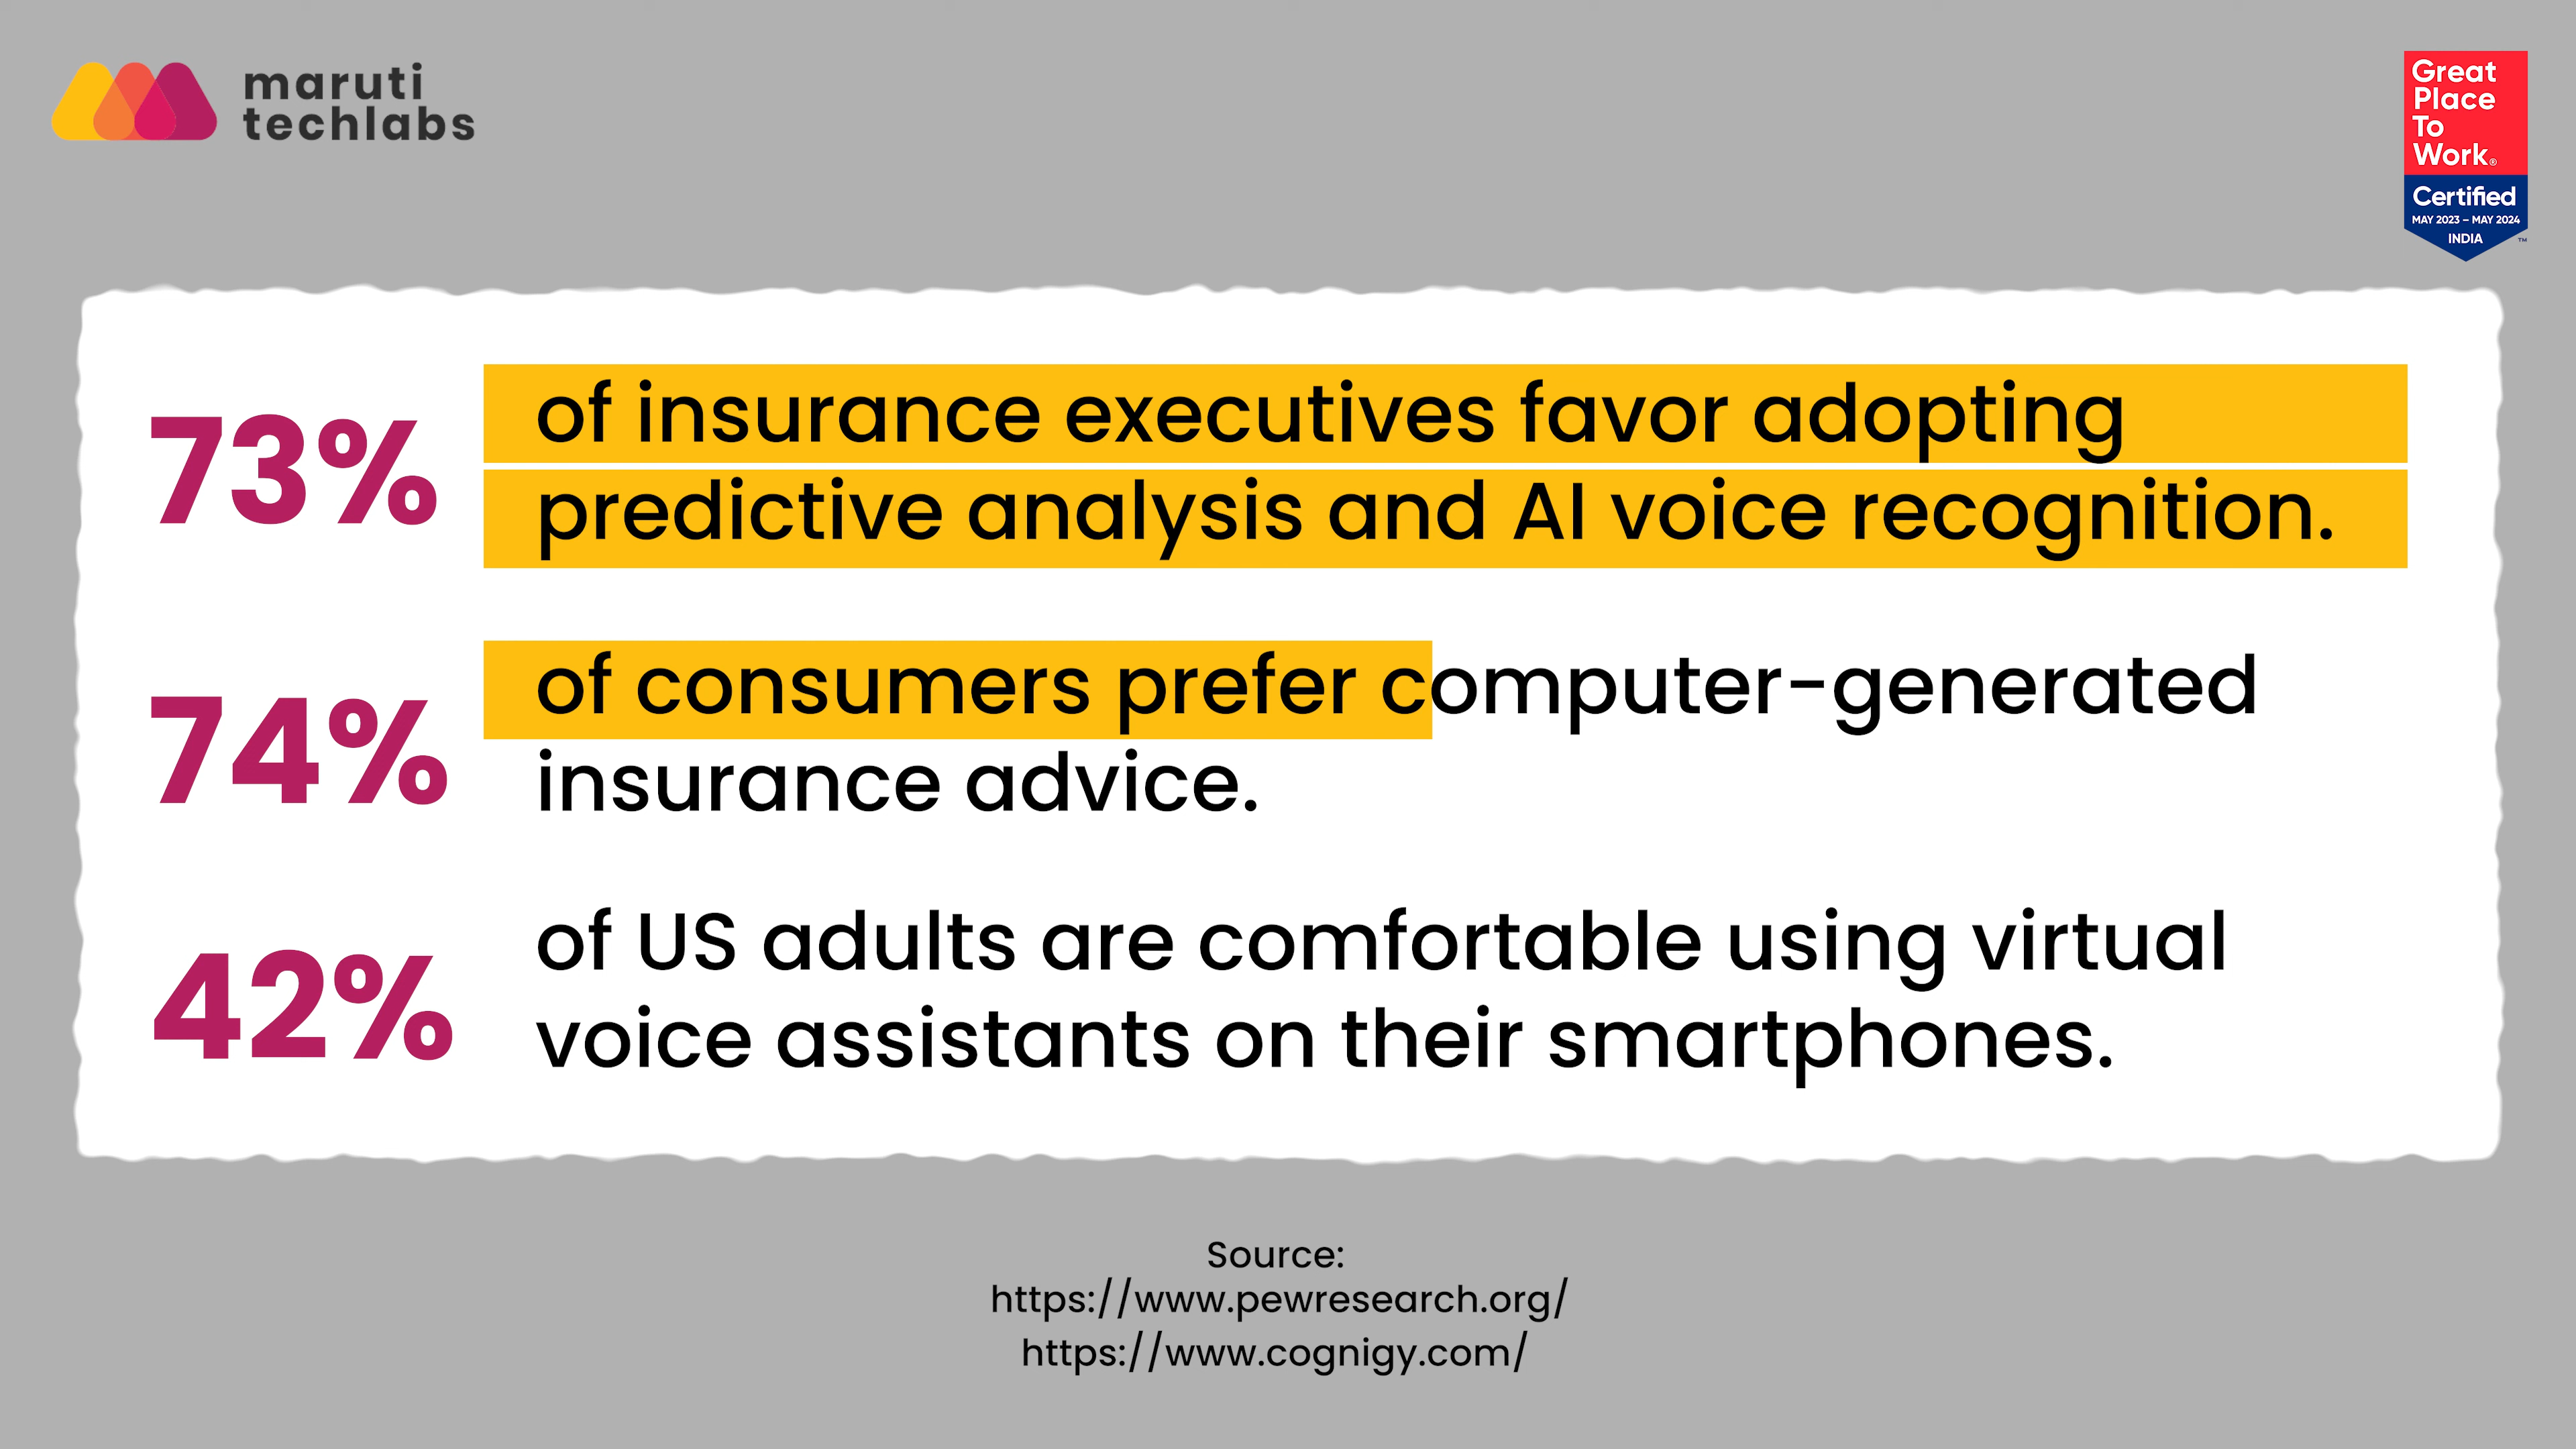 maruti
techlabs
Great
Place
To
Work®
Certified
MAY 2023 – MAY 2024
INDIA ™
73%
of insurance executives favor adopting
predictive analysis and AI voice recognition.
74%
of consumers prefer computer-generated
insurance advice.
42%
of US adults are comfortable using virtual
voice assistants on their smartphones.
Source:
https://www.pewresearch.org/
https://www.cognigy.com/